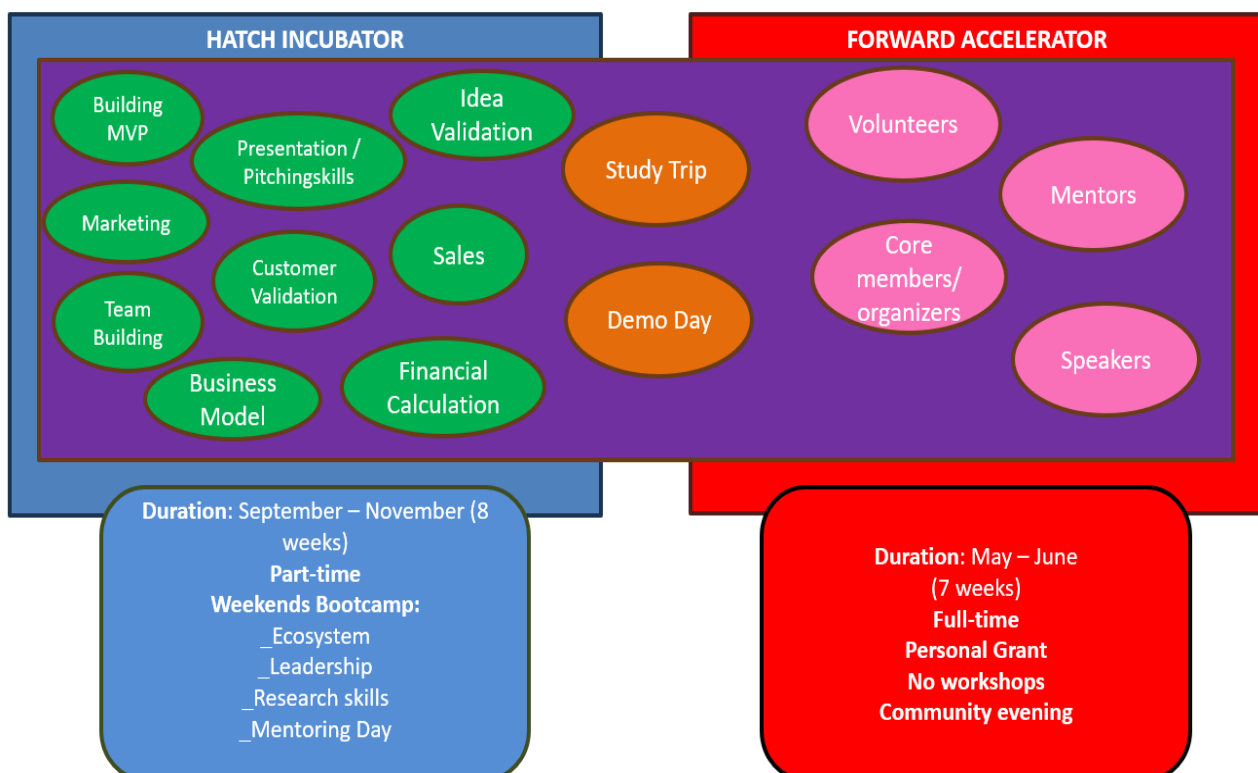 HATCH INCUBATOR
FORWARD ACCELERATOR
Building
MVP
Presentation /
Pitchingskills
Idea
Validation
Marketing
Customer
Validation
Sales
Team
Building
Business
Model
Financial
Calculation
Study Trip
Demo Day
Volunteers
Mentors
Core
members/
organizers
Speakers
Duration: September – November (8
weeks)
Part-time
Weekends Bootcamp:
_Ecosystem
_Leadership
_Research skills
_Mentoring Day
Duration: May – June
(7 weeks)
Full-time
Personal Grant
No workshops
Community evening